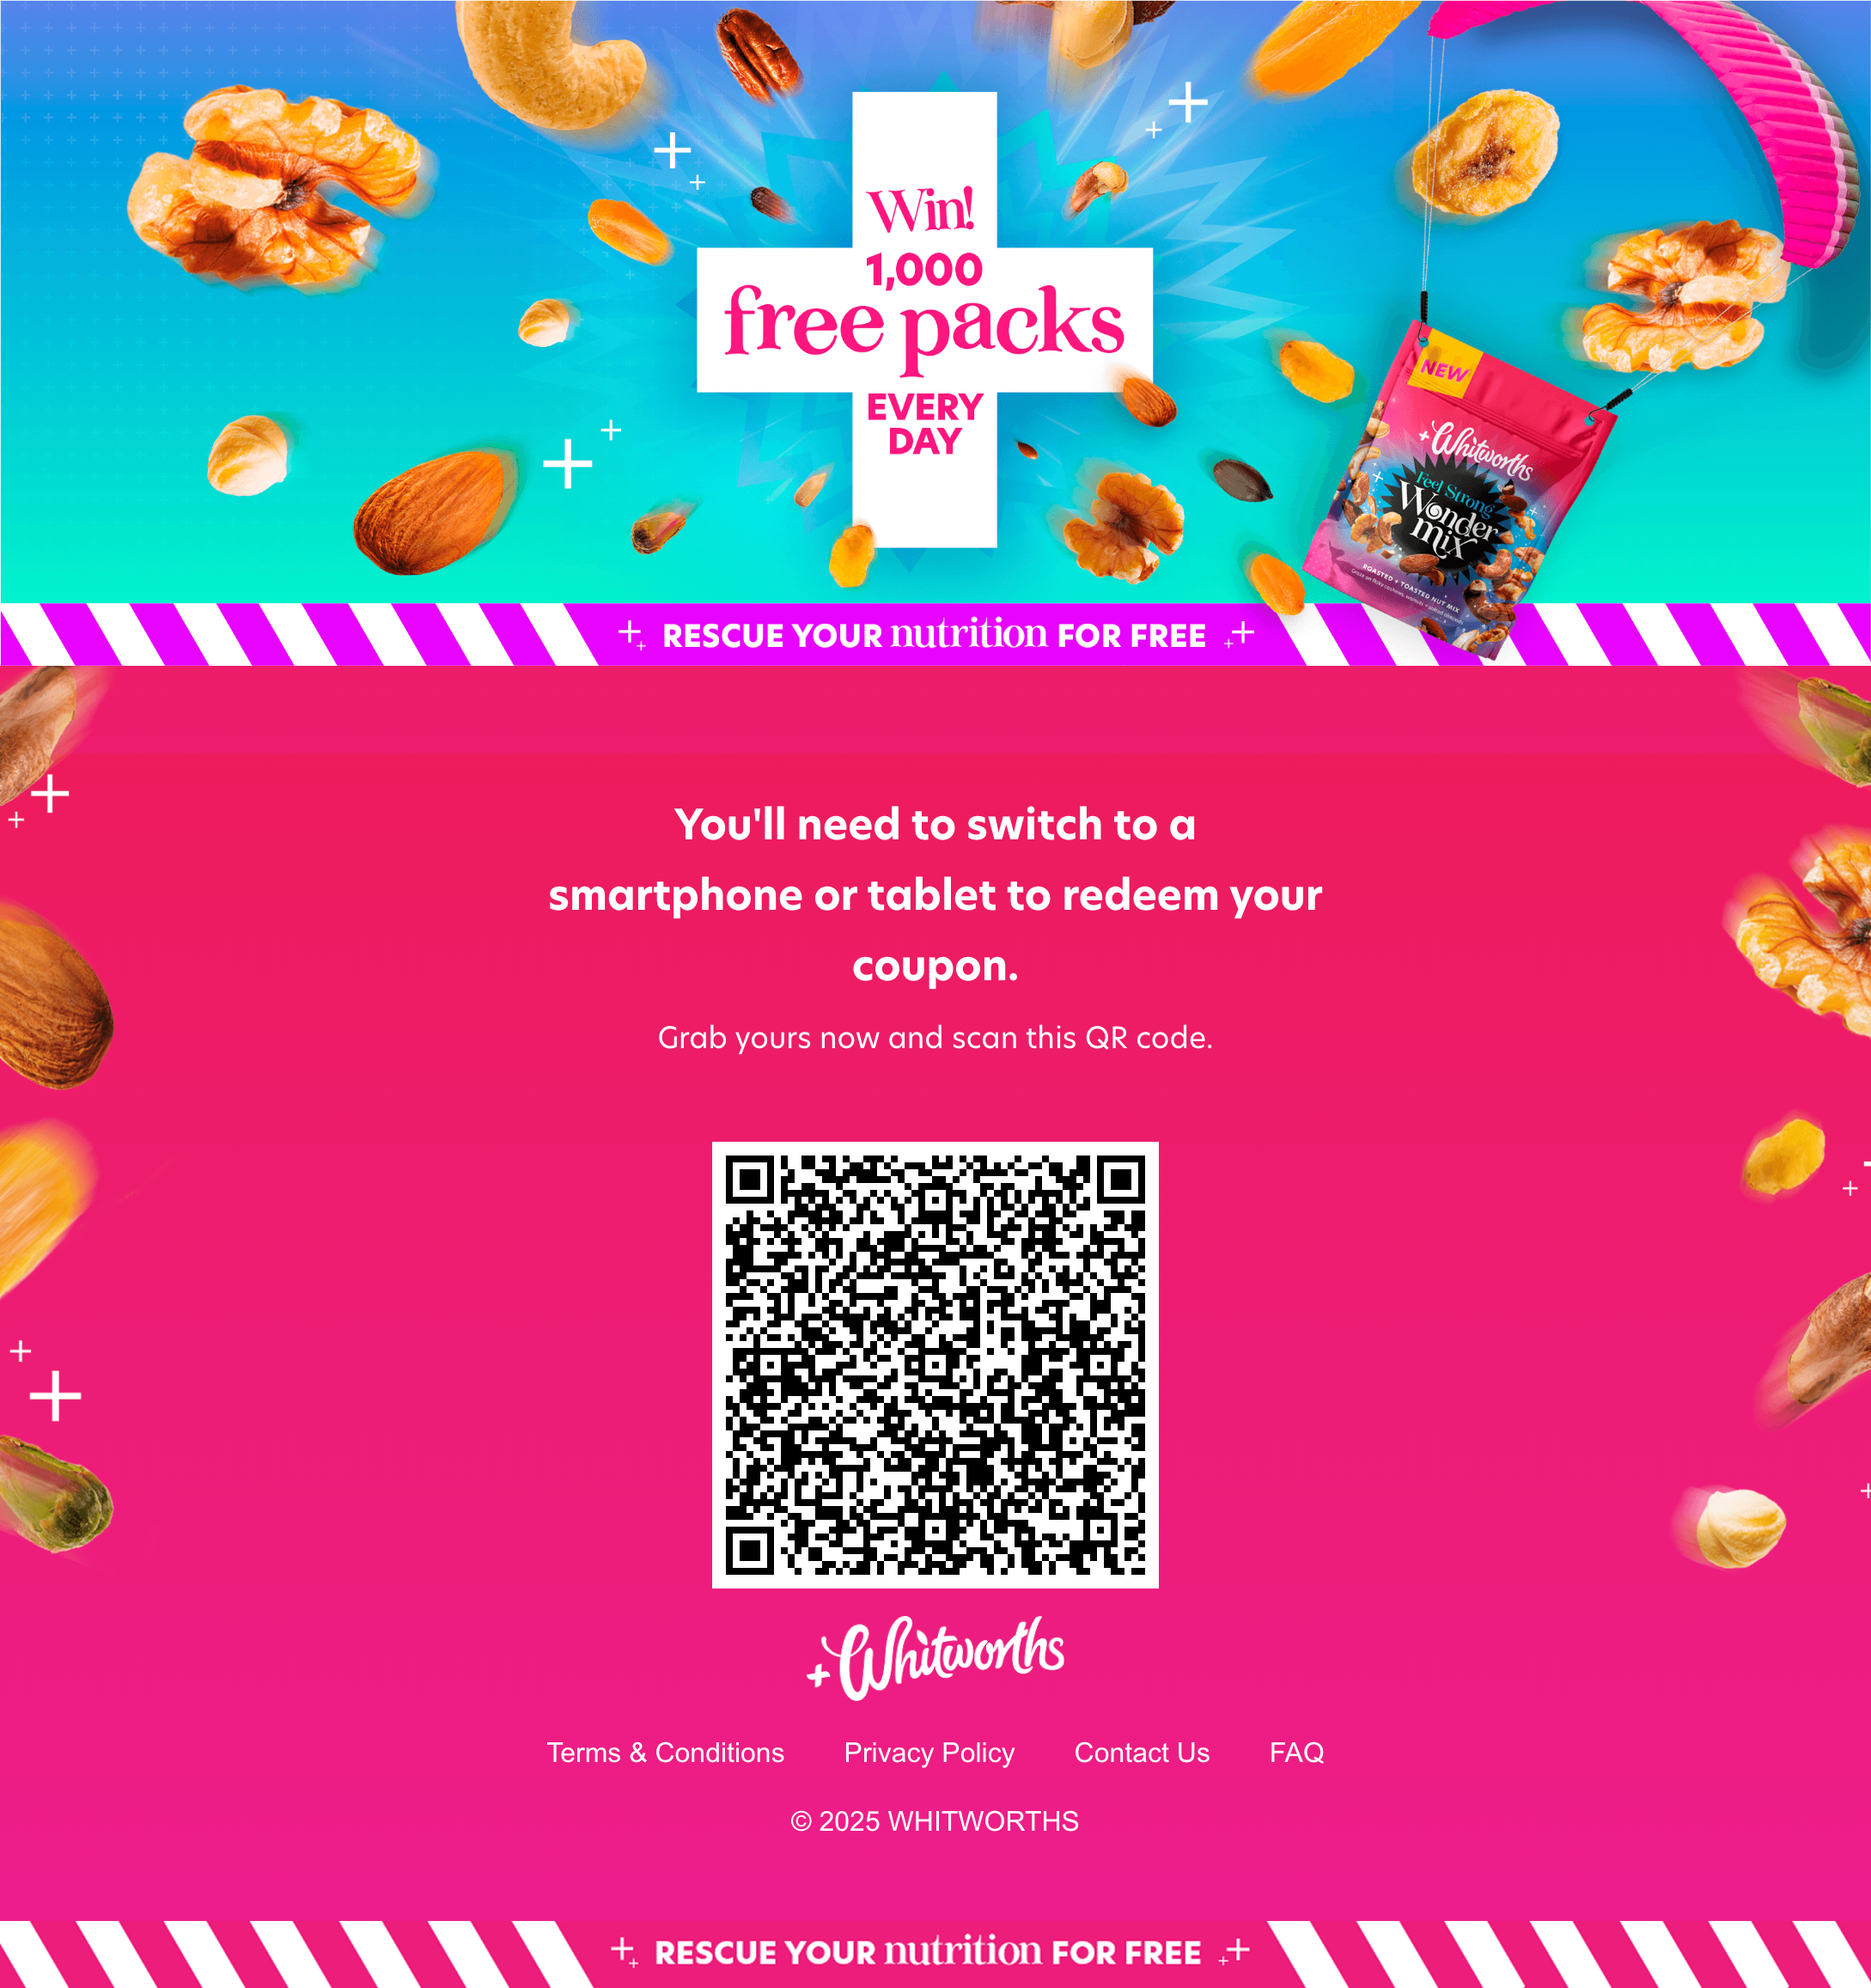 Win!
1,000
free packs
EVERY
DAY
NEW
Whitworths
Feel Strong
Wonder
mix
ROASTED + TOASTED NUT MIX
RESCUE YOUR nutrition FOR FREE
You'll need to switch to a
smartphone or tablet to redeem your
coupon.
Grab yours now and scan this QR code.
Whitworths
Terms & Conditions Privacy Policy Contact Us FAQ
© 2025 WHITWORTHS
RESCUE YOUR nutrition FOR FREE